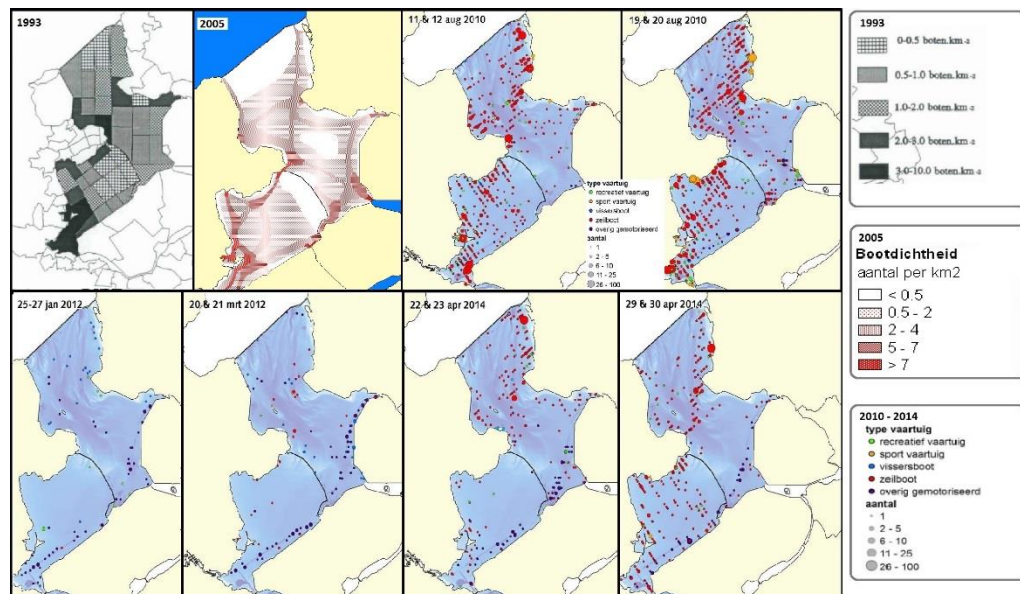 1993
2005
11 & 12 aug 2010
19 & 20 aug 2010
type vaartuig
recreatief vaartuig
sport vaartuig
vissersboot
zeilboot
overig gemotoriseerd
aantal
1
2 - 5
6 - 10
11 - 25
26 - 100
25-27 jan 2012
20 & 21 mrt 2012
22 & 23 apr 2014
29 & 30 apr 2014
1993
0-0.5 boten.km-2
0.5-1.0 boten.km-2
1.0-2.0 boten.km-2
2.0-3.0 boten.km-2
3.0-10.0 boten.km-2
2005
Bootdichtheid
aantal per km2
< 0.5
0.5 - 2
2 - 4
5 - 7
> 7
2010 - 2014
type vaartuig
recreatief vaartuig
sport vaartuig
vissersboot
zeilboot
overig gemotoriseerd
aantal
1
2 - 5
6 - 10
11 - 25
26 - 100